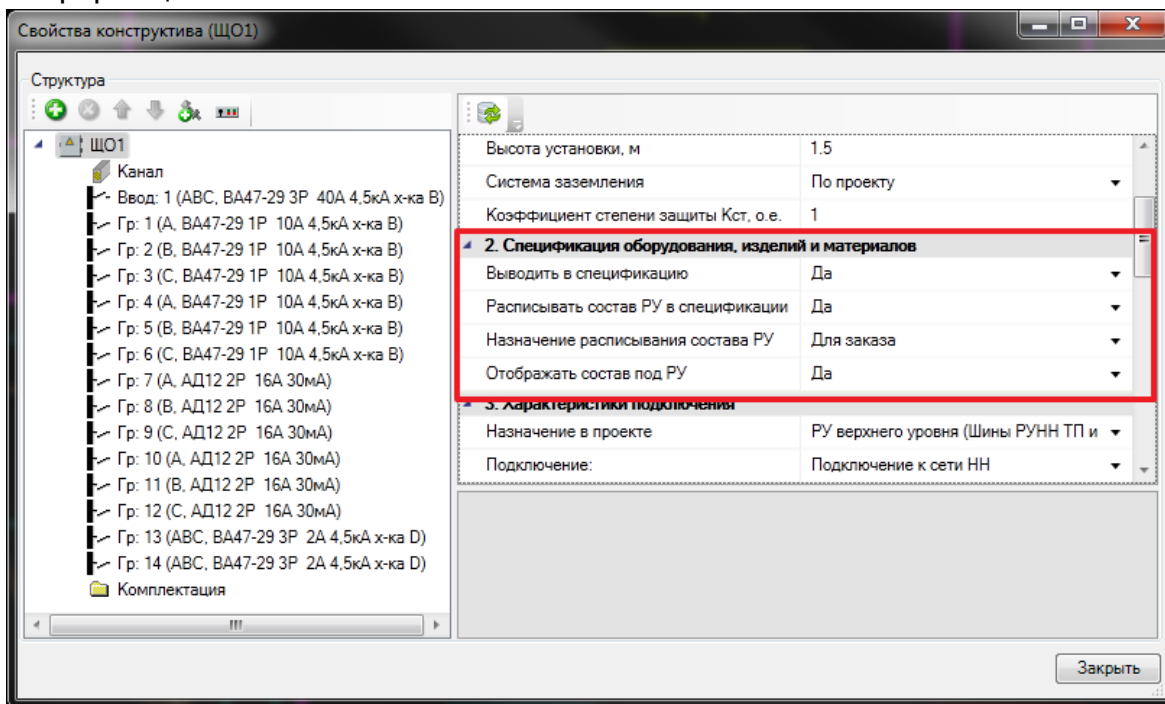 Свойства конструктива (ЩО1)
Структура
ЩО1
Канал
Ввод: 1 (ABC, ВА47-29 3Р 40А 4,5кА х-ка В)
Гр: 1 (A, ВА47-29 1Р 10А 4,5кА х-ка В)
Гр: 2 (B, ВА47-29 1Р 10А 4,5кА х-ка В)
Гр: 3 (C, ВА47-29 1Р 10А 4,5кА х-ка В)
Гр: 4 (A, ВА47-29 1Р 10А 4,5кА х-ка В)
Гр: 5 (B, ВА47-29 1Р 10А 4,5кА х-ка В)
Гр: 6 (C, ВА47-29 1Р 10А 4,5кА х-ка В)
Гр: 7 (A, АД12 2Р 16А 30мА)
Гр: 8 (B, АД12 2Р 16А 30мА)
Гр: 9 (C, АД12 2Р 16А 30мА)
Гр: 10 (A, АД12 2Р 16А 30мА)
Гр: 11 (B, АД12 2Р 16А 30мА)
Гр: 12 (C, АД12 2Р 16А 30мА)
Гр: 13 (ABC, ВА47-29 3Р 2А 4,5кА х-ка D)
Гр: 14 (ABC, ВА47-29 3Р 2А 4,5кА х-ка D)
Комплектация
Высота установки, м 1.5
Система заземления По проекту
Коэффициент степени защиты Кст, о.е. 1
2. Спецификация оборудования, изделий и материалов
Выводить в спецификацию Да
Расписывать состав РУ в спецификации Да
Назначение расписывания состава РУ Для заказа
Отображать состав под РУ Да
3. Характеристики подключения
Назначение в проекте РУ верхнего уровня (Шины РУНН ТП и
Подключение: Подключение к сети НН
Закрыть